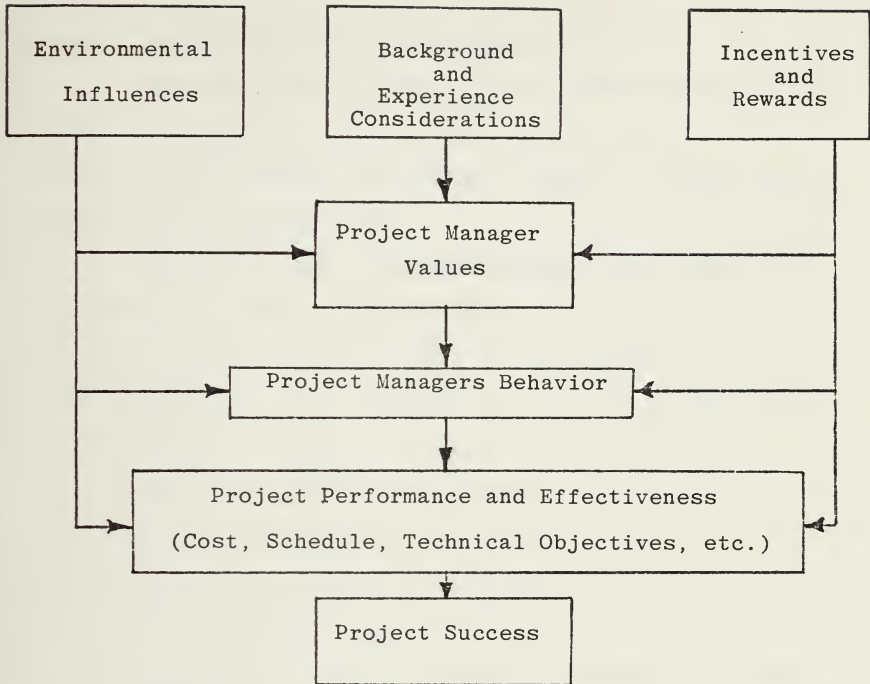 Environmental
Influences
Background
and
Experience
Considerations
Incentives
and
Rewards
Project Manager
Values
Project Managers Behavior
Project Performance and Effectiveness
(Cost, Schedule, Technical Objectives, etc.)
Project Success